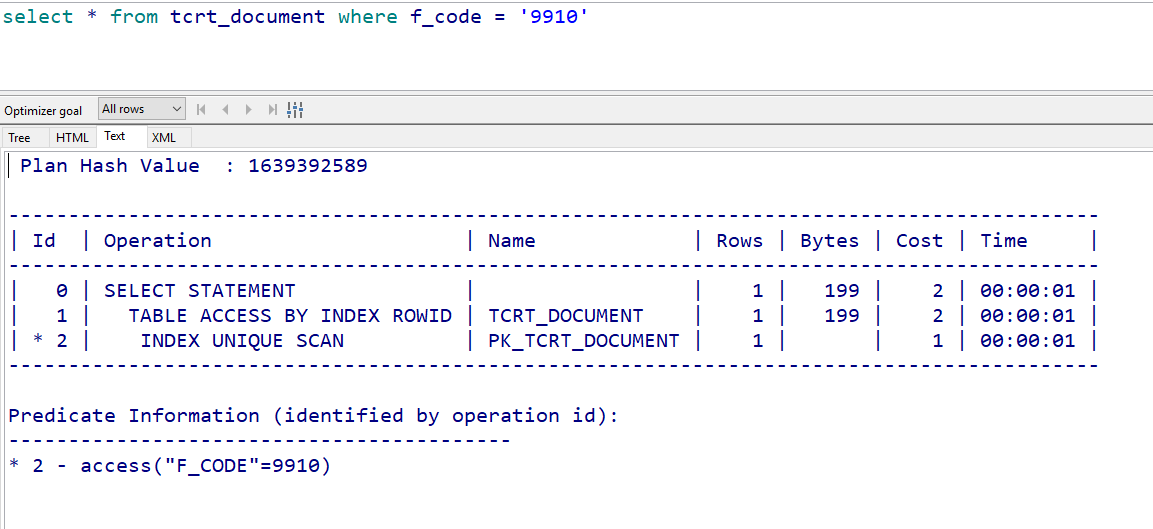 select * from tcrt_document where f_code = '9910'
Optimizer goal All rows
Tree HTML Text XML
Plan Hash Value : 1639392589
-------------------------------------------------------------------------------------------
| Id | Operation | Name | Rows | Bytes | Cost | Time |
-------------------------------------------------------------------------------------------
| 0 | SELECT STATEMENT | | 1 | 199 | 2 | 00:00:01 |
| 1 | TABLE ACCESS BY INDEX ROWID | TCRT_DOCUMENT | 1 | 199 | 2 | 00:00:01 |
| * 2 | INDEX UNIQUE SCAN | PK_TCRT_DOCUMENT | 1 | | 1 | 00:00:01 |
-------------------------------------------------------------------------------------------
Predicate Information (identified by operation id):
------------------------------------------
* 2 - access("F_CODE"=9910)